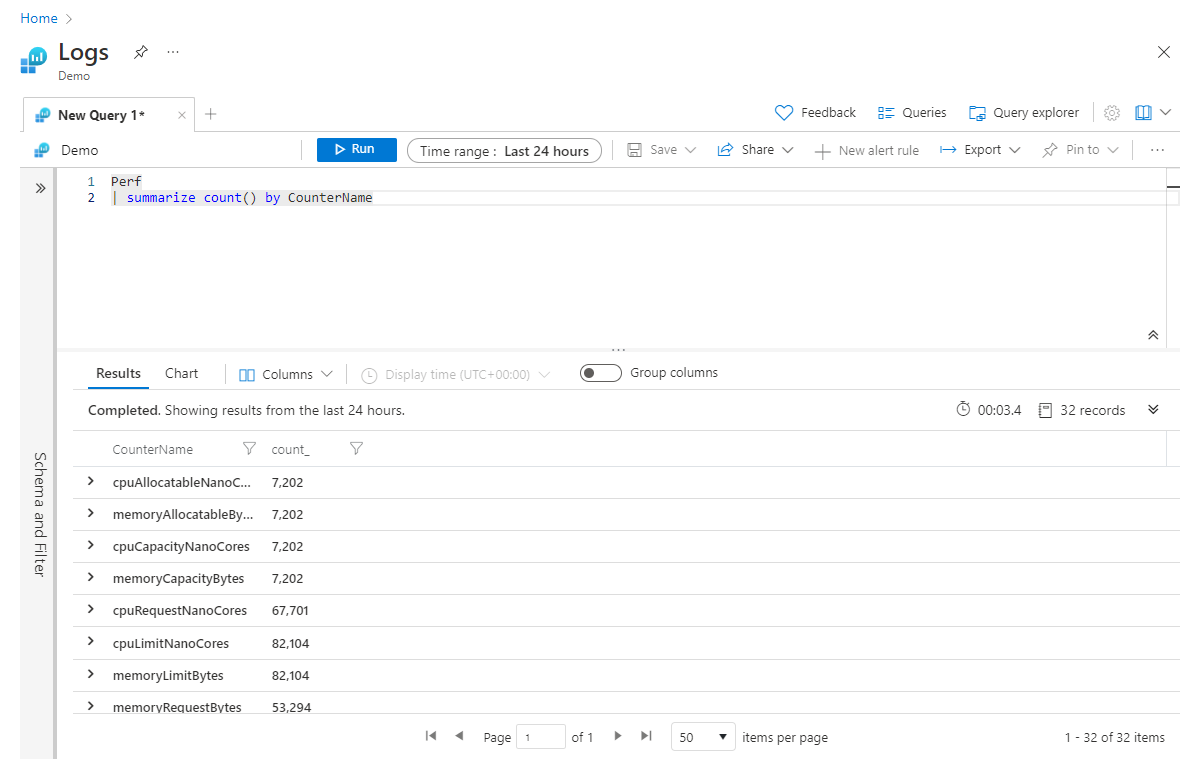 Home
Logs
Demo
New Query 1*
Feedback Queries Query explorer
Demo Run Time range : Last 24 hours Save Share New alert rule Export Pin to
1 Perf
2 | summarize count() by CounterName
Results Chart Columns Display time (UTC+00:00) Group columns
Completed. Showing results from the last 24 hours. 00:03.4 32 records
Schema and Filter
CounterName count_
cpuAllocatableNanoC... 7,202
memoryAllocatableBy... 7,202
cpuCapacityNanoCores 7,202
memoryCapacityBytes 7,202
cpuRequestNanoCores 67,701
cpuLimitNanoCores 82,104
memoryLimitBytes 82,104
memoryRequestBytes 53,294
Page 1 of 1 50 items per page 1 - 32 of 32 items